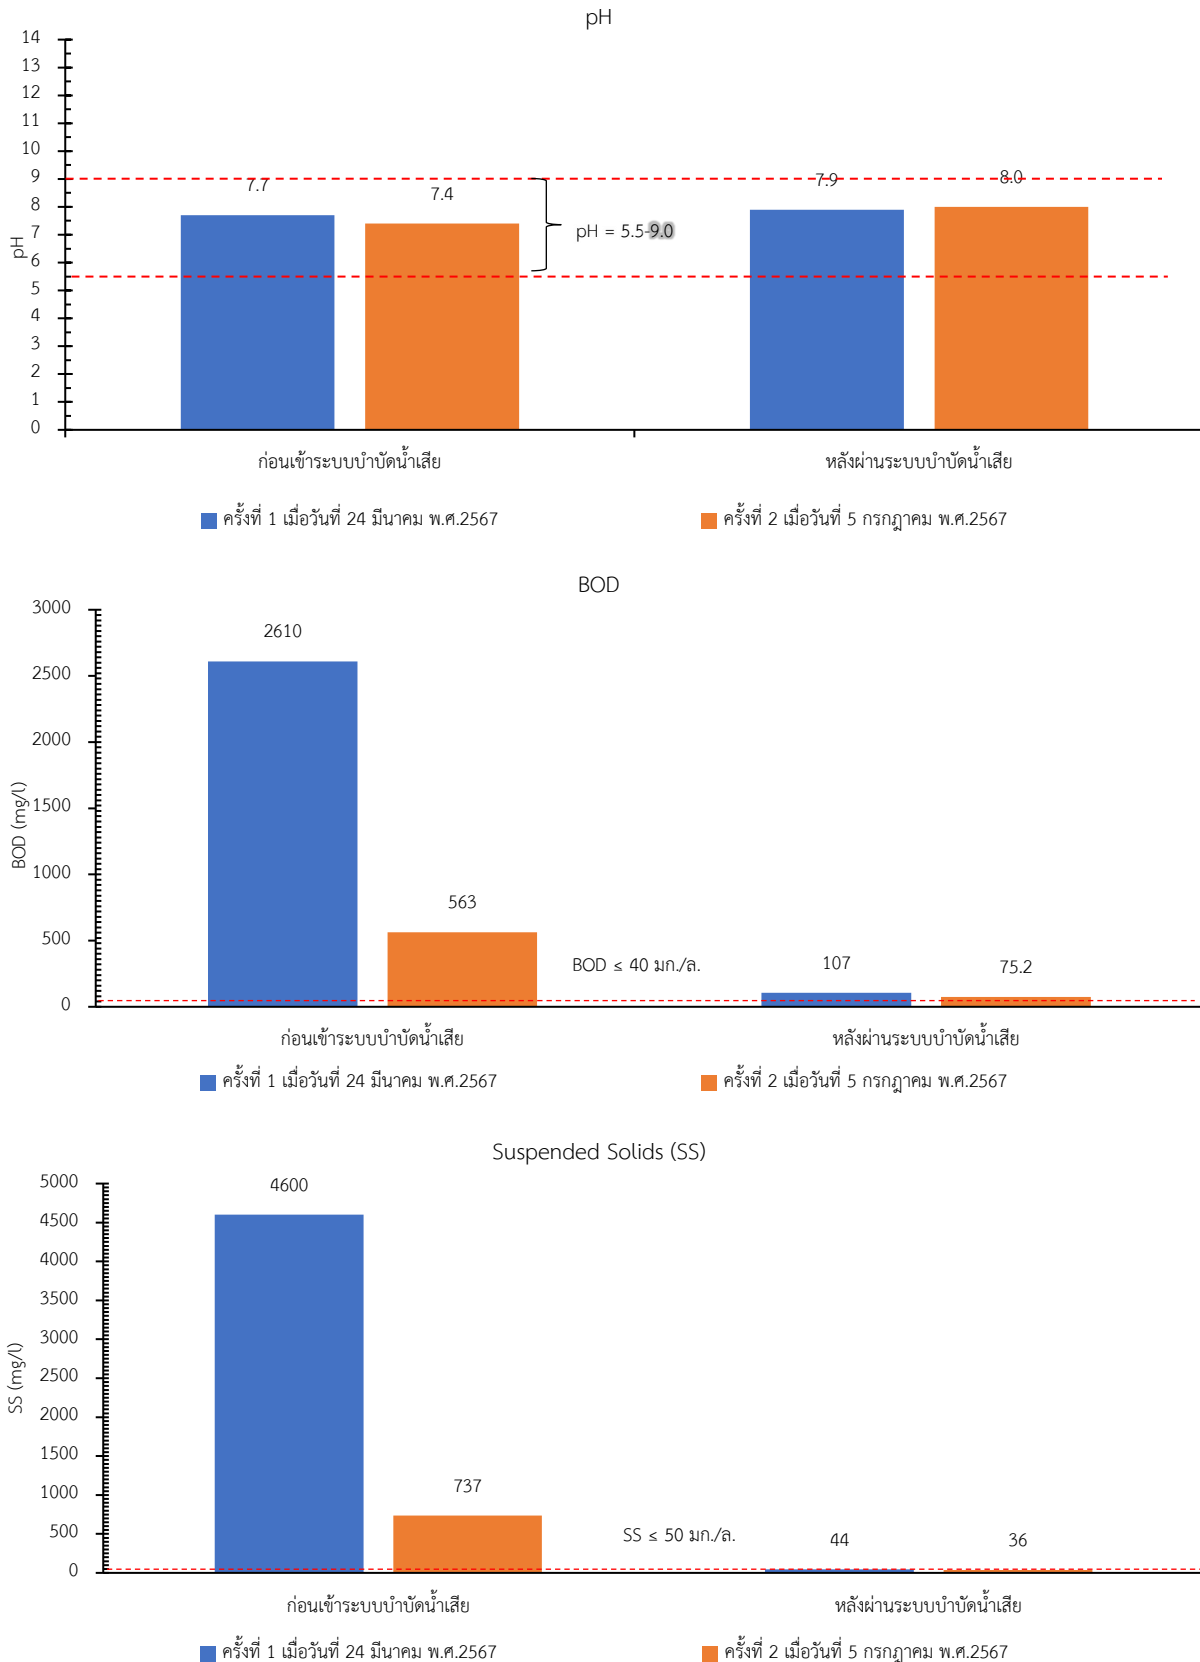 pH
14
13
12
11
10
9
8
7
6
5
4
3
2
1
0
pH
7.7
7.4
7.9
8.0
pH = 5.5-9.0
ก่อนเข้าระบบบำบัดน้ำเสีย
หลังผ่านระบบบำบัดน้ำเสีย
ครั้งที่ 1 เมื่อวันที่ 24 มีนาคม พ.ศ.2567
ครั้งที่ 2 เมื่อวันที่ 5 กรกฎาคม พ.ศ.2567
BOD
3000
2500
2000
1500
1000
500
0
BOD (mg/l)
2610
563
BOD ≤ 40 มก./ล.
107
75.2
ก่อนเข้าระบบบำบัดน้ำเสีย
หลังผ่านระบบบำบัดน้ำเสีย
ครั้งที่ 1 เมื่อวันที่ 24 มีนาคม พ.ศ.2567
ครั้งที่ 2 เมื่อวันที่ 5 กรกฎาคม พ.ศ.2567
Suspended Solids (SS)
5000
4500
4000
3500
3000
2500
2000
1500
1000
500
0
SS (mg/l)
4600
737
SS ≤ 50 มก./ล.
44
36
ก่อนเข้าระบบบำบัดน้ำเสีย
หลังผ่านระบบบำบัดน้ำเสีย
ครั้งที่ 1 เมื่อวันที่ 24 มีนาคม พ.ศ.2567
ครั้งที่ 2 เมื่อวันที่ 5 กรกฎาคม พ.ศ.2567